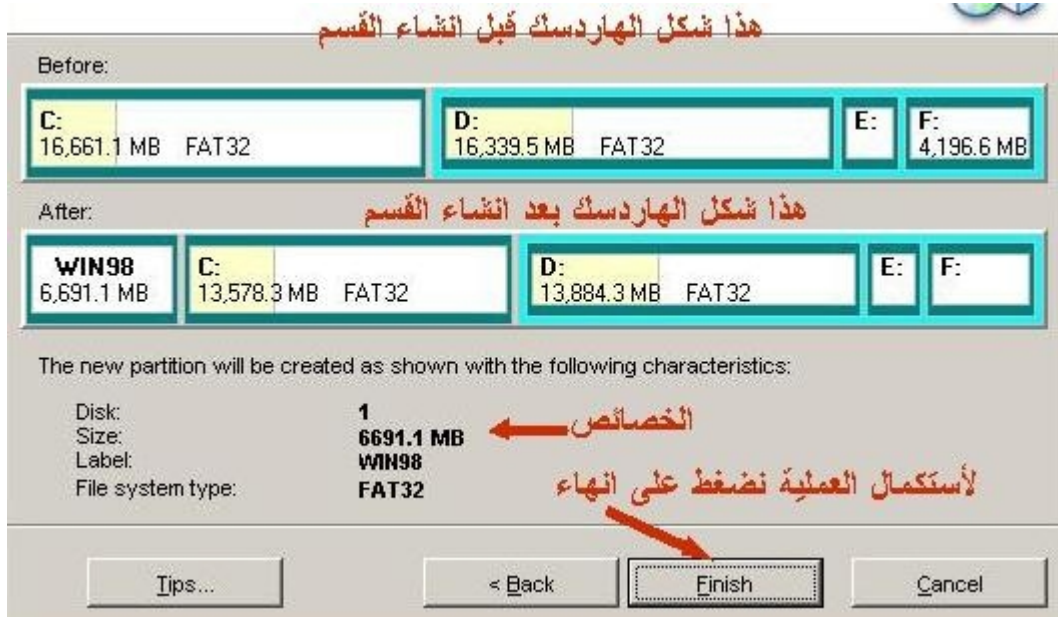 هذا شكل الهاردسك قبل انشاء القسم
Before:
C: D: E: F:
16,661.1 MB FAT32 16,339.5 MB FAT32 4,196.6 MB
After: هذا شكل الهاردسك بعد انشاء القسم
WIN98 C: D: E: F:
6,691.1 MB 13,578.3 MB FAT32 13,884.3 MB FAT32
The new partition will be created as shown with the following characteristics:
Disk: 1
Size: 6691.1 MB الخصائص
Label: WIN98
File system type: FAT32 لأستكمال العملية نضغط على انهاء
Tips... < Back Finish Cancel